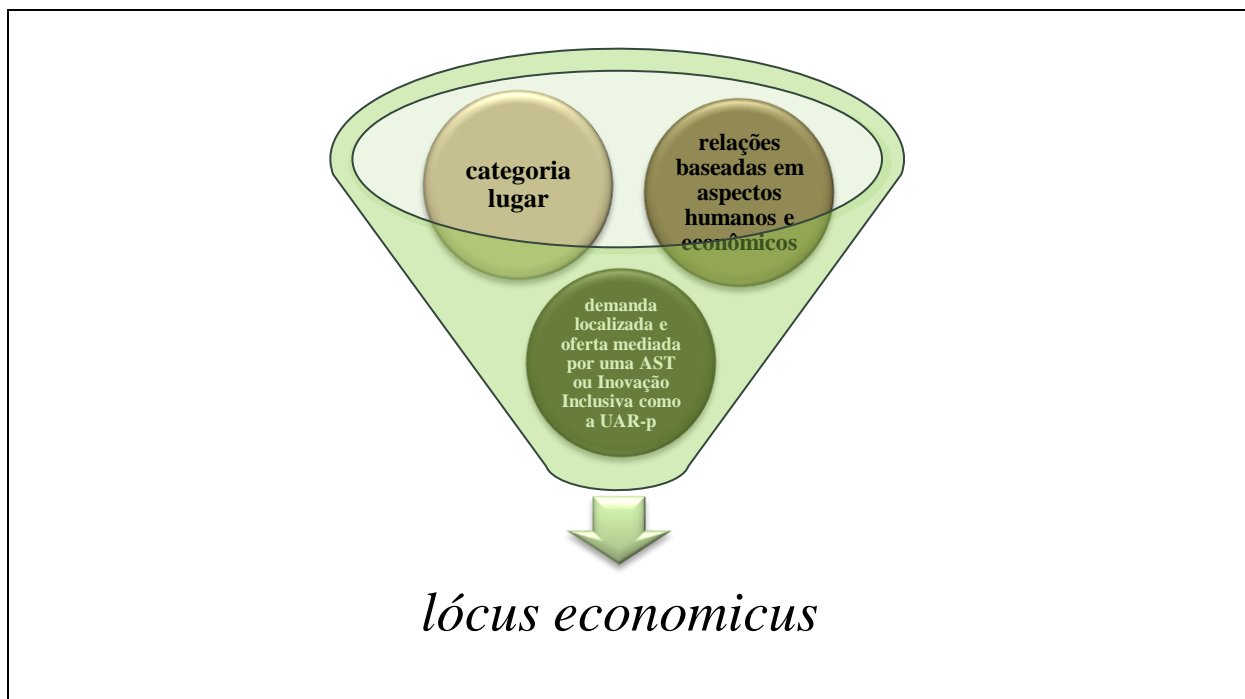 categoria
lugar
relações
baseadas em
aspectos
humanos e
econômicos
demanda
localizada e
oferta mediada
por uma AST
ou Inovação
Inclusiva como
a UAR-p
lócus economicus